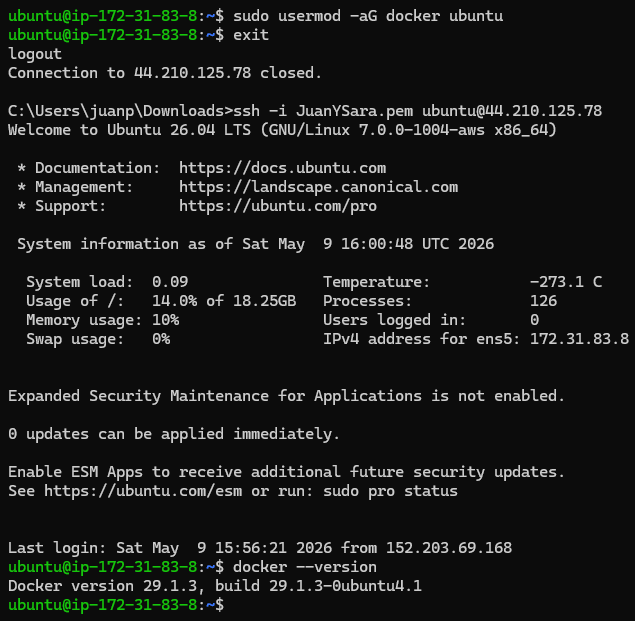 ubuntu@ip-172-31-83-8:~$ sudo usermod -aG docker ubuntu
ubuntu@ip-172-31-83-8:~$ exit
logout
Connection to 44.210.125.78 closed.
C:\Users\juanp\Downloads>ssh -i JuanYSara.pem ubuntu@44.210.125.78
Welcome to Ubuntu 26.04 LTS (GNU/Linux 7.0.0-1004-aws x86_64)
* Documentation:  https://docs.ubuntu.com
* Management:     https://landscape.canonical.com
* Support:        https://ubuntu.com/pro
System information as of Sat May  9 16:00:48 UTC 2026
System load:  0.09                Temperature:           -273.1 C
Usage of /:   14.0% of 18.25GB   Processes:             126
Memory usage: 10%                Users logged in:       0
Swap usage:   0%                 IPv4 address for ens5: 172.31.83.8
Expanded Security Maintenance for Applications is not enabled.
0 updates can be applied immediately.
Enable ESM Apps to receive additional future security updates.
See https://ubuntu.com/esm or run: sudo pro status
Last login: Sat May  9 15:56:21 2026 from 152.203.69.168
ubuntu@ip-172-31-83-8:~$ docker --version
Docker version 29.1.3, build 29.1.3-0ubuntu4.1
ubuntu@ip-172-31-83-8:~$